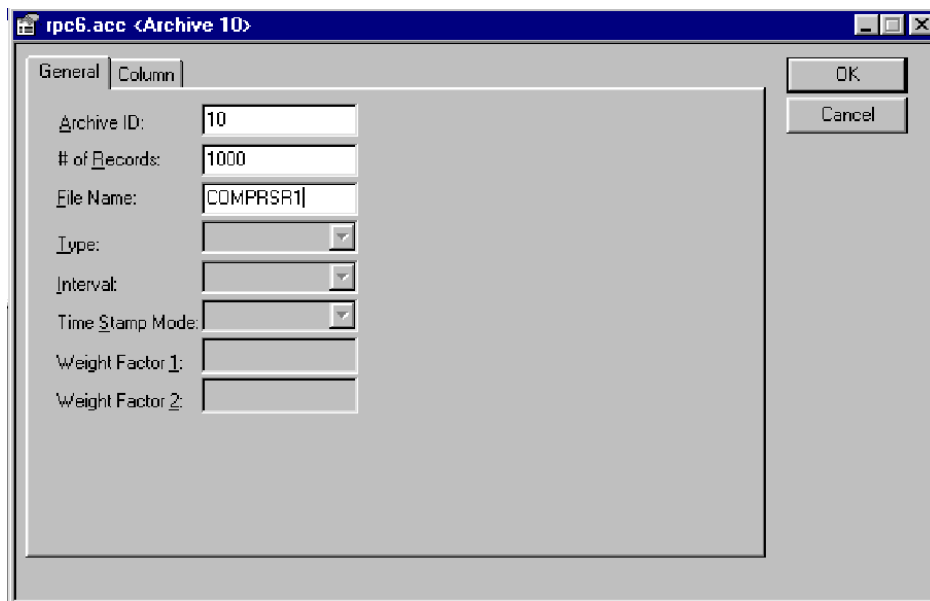 rpc6.acc <Archive 10>
General
Column
OK
Cancel
Archive ID: 10
# of Records: 1000
File Name: COMPRSR1
Type:
Interval:
Time Stamp Mode:
Weight Factor 1:
Weight Factor 2: